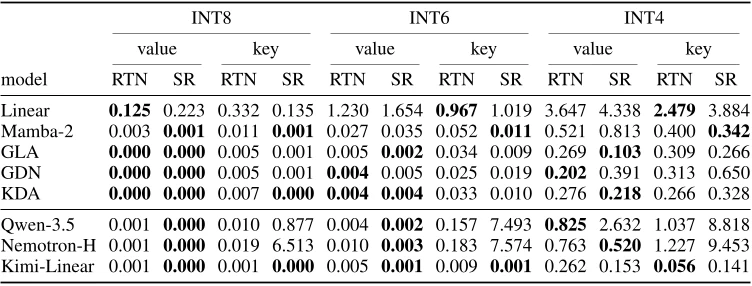 INT8 INT6 INT4
value key value key value key
model RTN SR RTN SR RTN SR RTN SR RTN SR RTN SR
Linear 0.125 0.223 0.332 0.135 1.230 1.654 0.967 1.019 3.647 4.338 2.479 3.884
Mamba-2 0.003 0.001 0.011 0.001 0.027 0.035 0.052 0.011 0.521 0.813 0.400 0.342
GLA 0.000 0.000 0.005 0.001 0.005 0.002 0.034 0.009 0.269 0.103 0.309 0.266
GDN 0.000 0.000 0.005 0.001 0.004 0.005 0.025 0.019 0.202 0.391 0.313 0.650
KDA 0.000 0.000 0.007 0.000 0.004 0.004 0.033 0.010 0.276 0.218 0.266 0.328
Qwen-3.5 0.001 0.000 0.010 0.877 0.004 0.002 0.157 7.493 0.825 2.632 1.037 8.818
Nemotron-H 0.001 0.000 0.019 6.513 0.010 0.003 0.183 7.574 0.763 0.520 1.227 9.453
Kimi-Linear 0.001 0.000 0.001 0.000 0.005 0.001 0.009 0.001 0.262 0.153 0.056 0.141